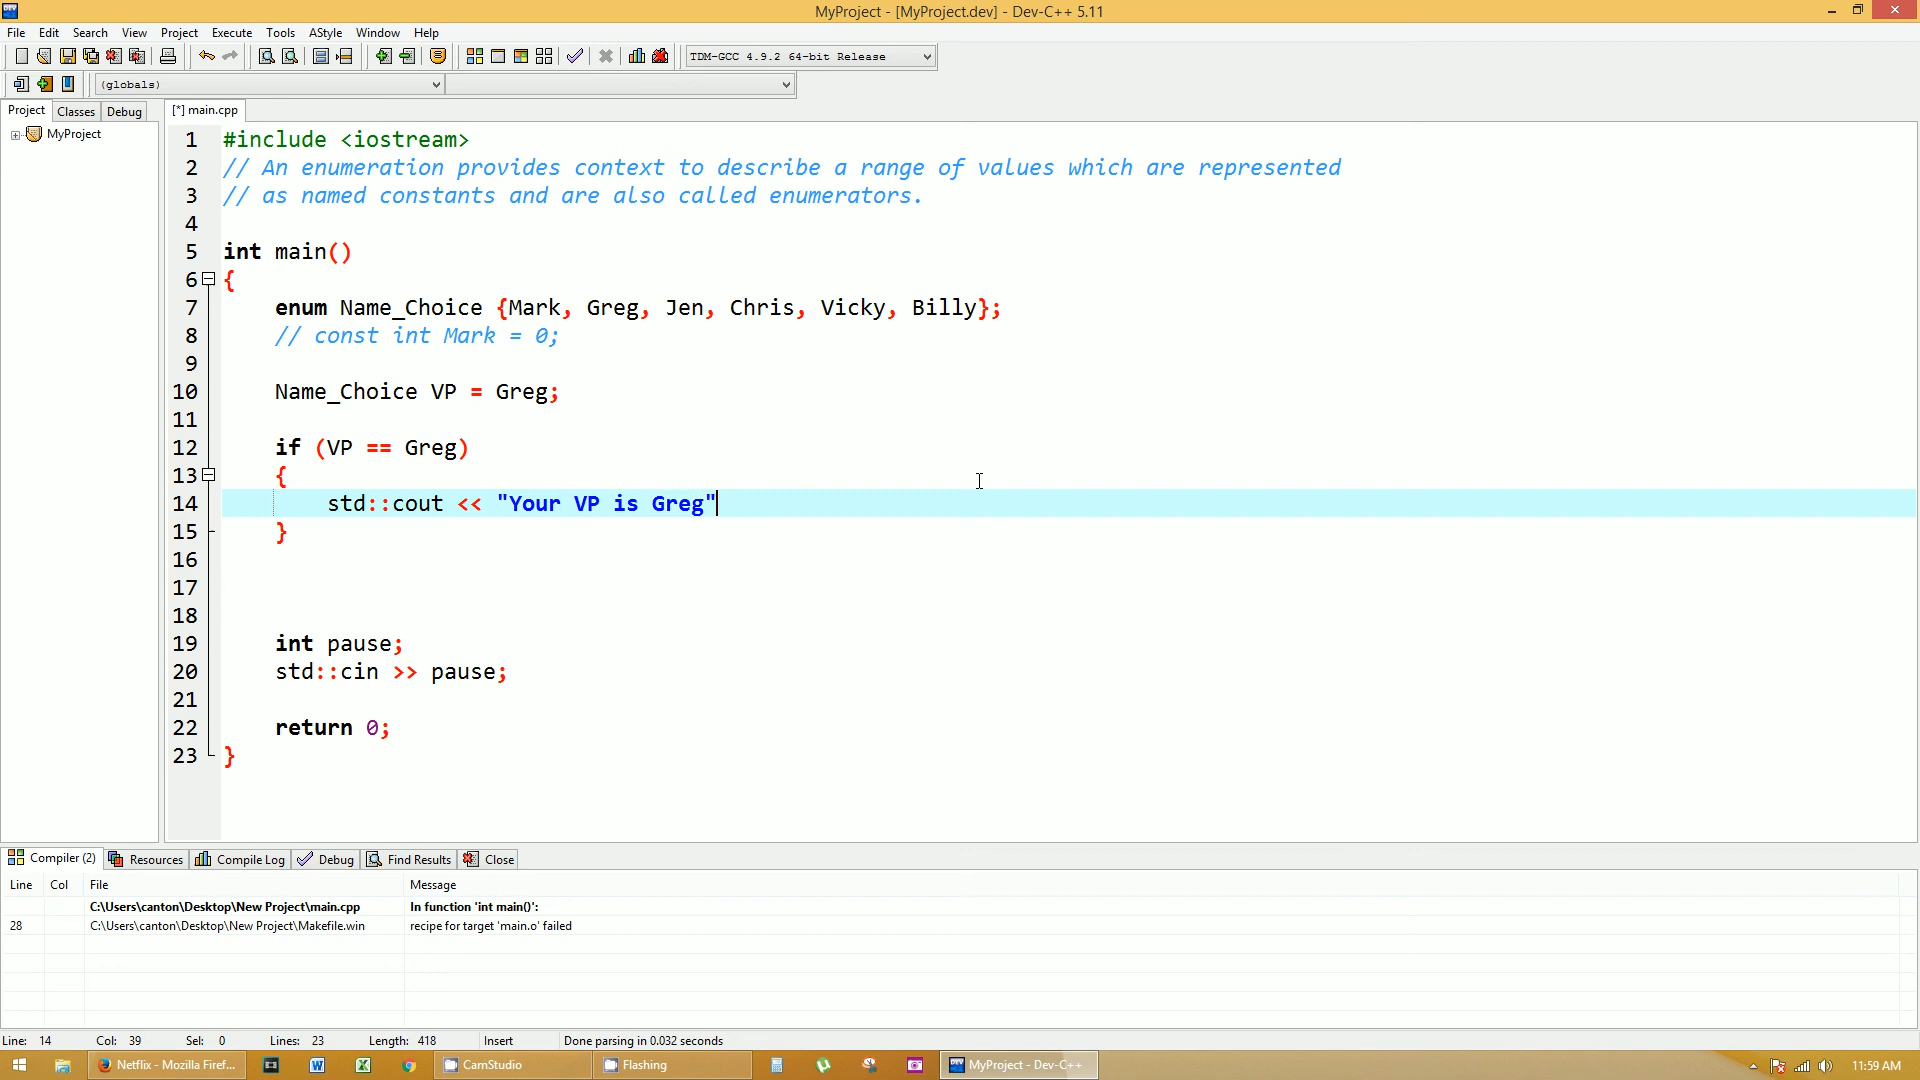 MyProject - [MyProject.dev] - Dev-C++ 5.11
File Edit Search View Project Execute Tools AStyle Window Help
TDM-GCC 4.9.2 64-bit Release
(globals)
Project Classes Debug [*] main.cpp
MyProject
1 #include <iostream>
2 // An enumeration provides context to describe a range of values which are represented
3 // as named constants and are also called enumerators.
4
5 int main()
6 {
7 enum Name_Choice {Mark, Greg, Jen, Chris, Vicky, Billy};
8 // const int Mark = 0;
9
10 Name_Choice VP = Greg;
11
12 if (VP == Greg)
13 {
14 std::cout << "Your VP is Greg"
15 }
16
17
18
19 int pause;
20 std::cin >> pause;
21
22 return 0;
23 }
Compiler (2) Resources Compile Log Debug Find Results Close
Line Col File Message
C:\Users\canton\Desktop\New Project\main.cpp In function 'int main()':
28 C:\Users\canton\Desktop\New Project\Makefile.win recipe for target 'main.o' failed
Line: 14 Col: 39 Sel: 0 Lines: 23 Length: 418 Insert Done parsing in 0.032 seconds
Netflix - Mozilla Firef... CamStudio Flashing MyProject - Dev-C++ 11:59 AM